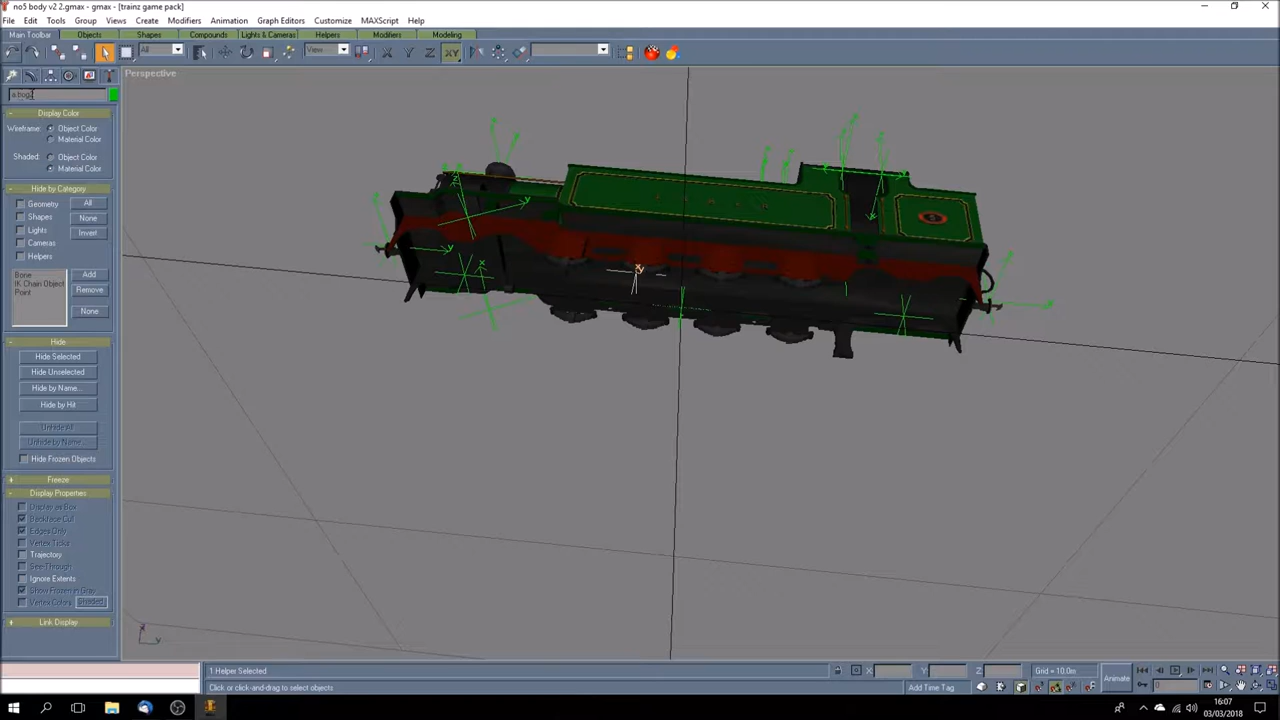 no5 body v2 2.gmax - gmax - [trainz game pack]
File Edit Tools Group Views Create Modifiers Animation Graph Editors Customize MAXScript Help
Main Toolbar Objects Shapes Compounds Lights & Cameras Helpers Modifiers Modeling
All View X Y Z XY
Perspective
Display Color
Wireframe: Object Color
Material Color
Shaded: Object Color
Material Color
Hide by Category
Geometry All
Shapes None
Lights Invert
Cameras
Helpers
Bone Add
IK Chain Object
Point Remove
None
Hide
Hide Selected
Hide Unselected
Hide by Name...
Hide by Hit
Unhide All
Unhide by Name...
Hide Frozen Objects
Freeze
Display Properties
Display as Box
Backface Cull
Edges Only
Vertex Ticks
Trajectory
See-Through
Ignore Extents
Show Frozen in Gray
Vertex Colors Shaded
Link Display
1 Helper Selected X: Y: Z: Grid = 10.0m Animate
Click or click-and-drag to select objects Add Time Tag 0
16:07
03/03/2018